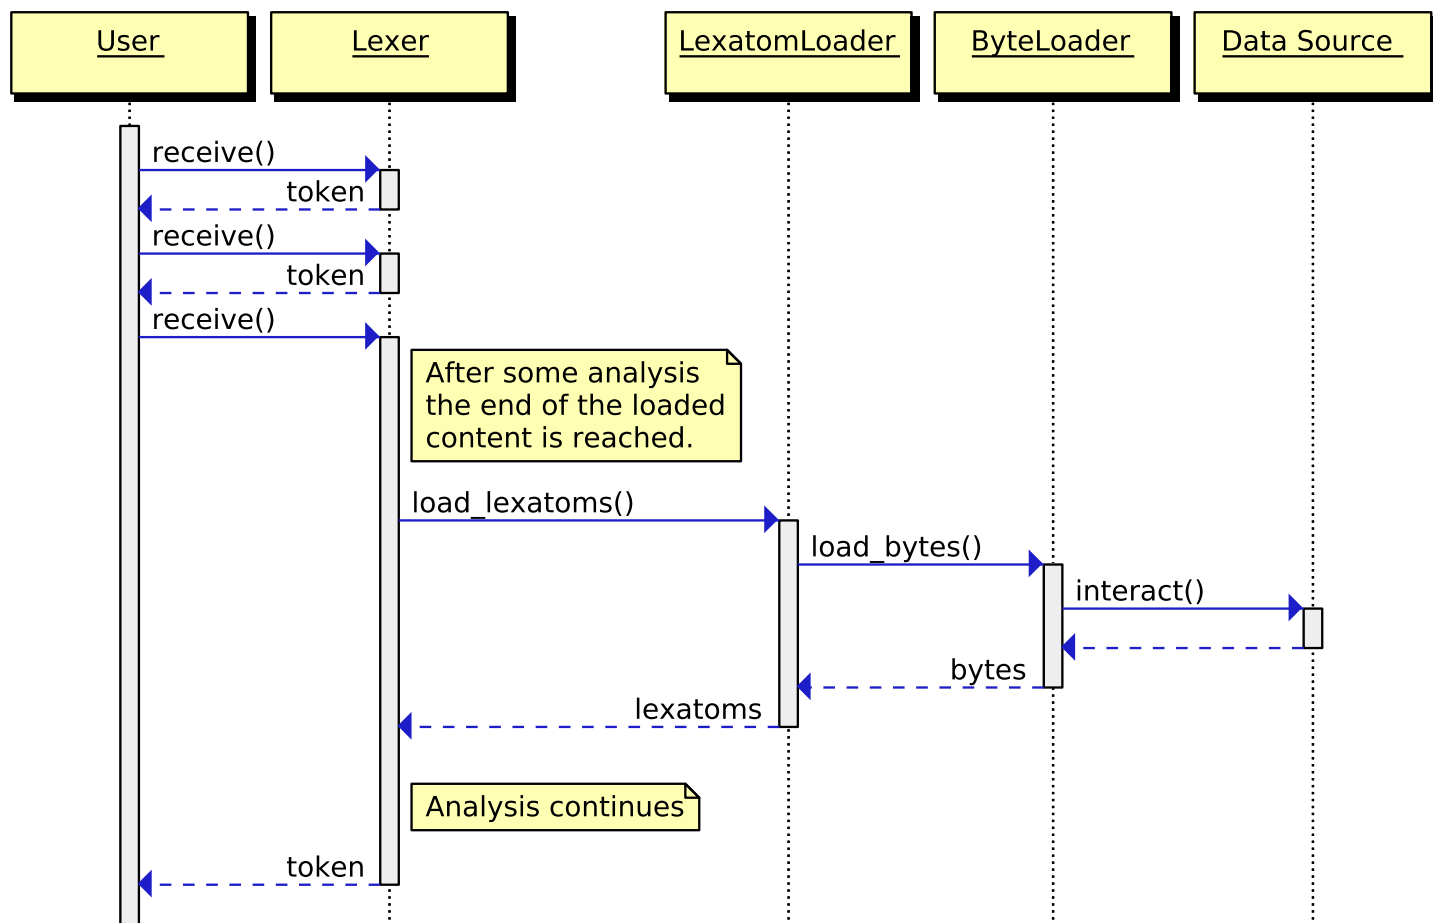 User
Lexer
LexatomLoader
ByteLoader
Data Source
receive()
token
receive()
token
receive()
After some analysis
the end of the loaded
content is reached.
load_lexatoms()
load_bytes()
interact()
bytes
lexatoms
Analysis continues
token